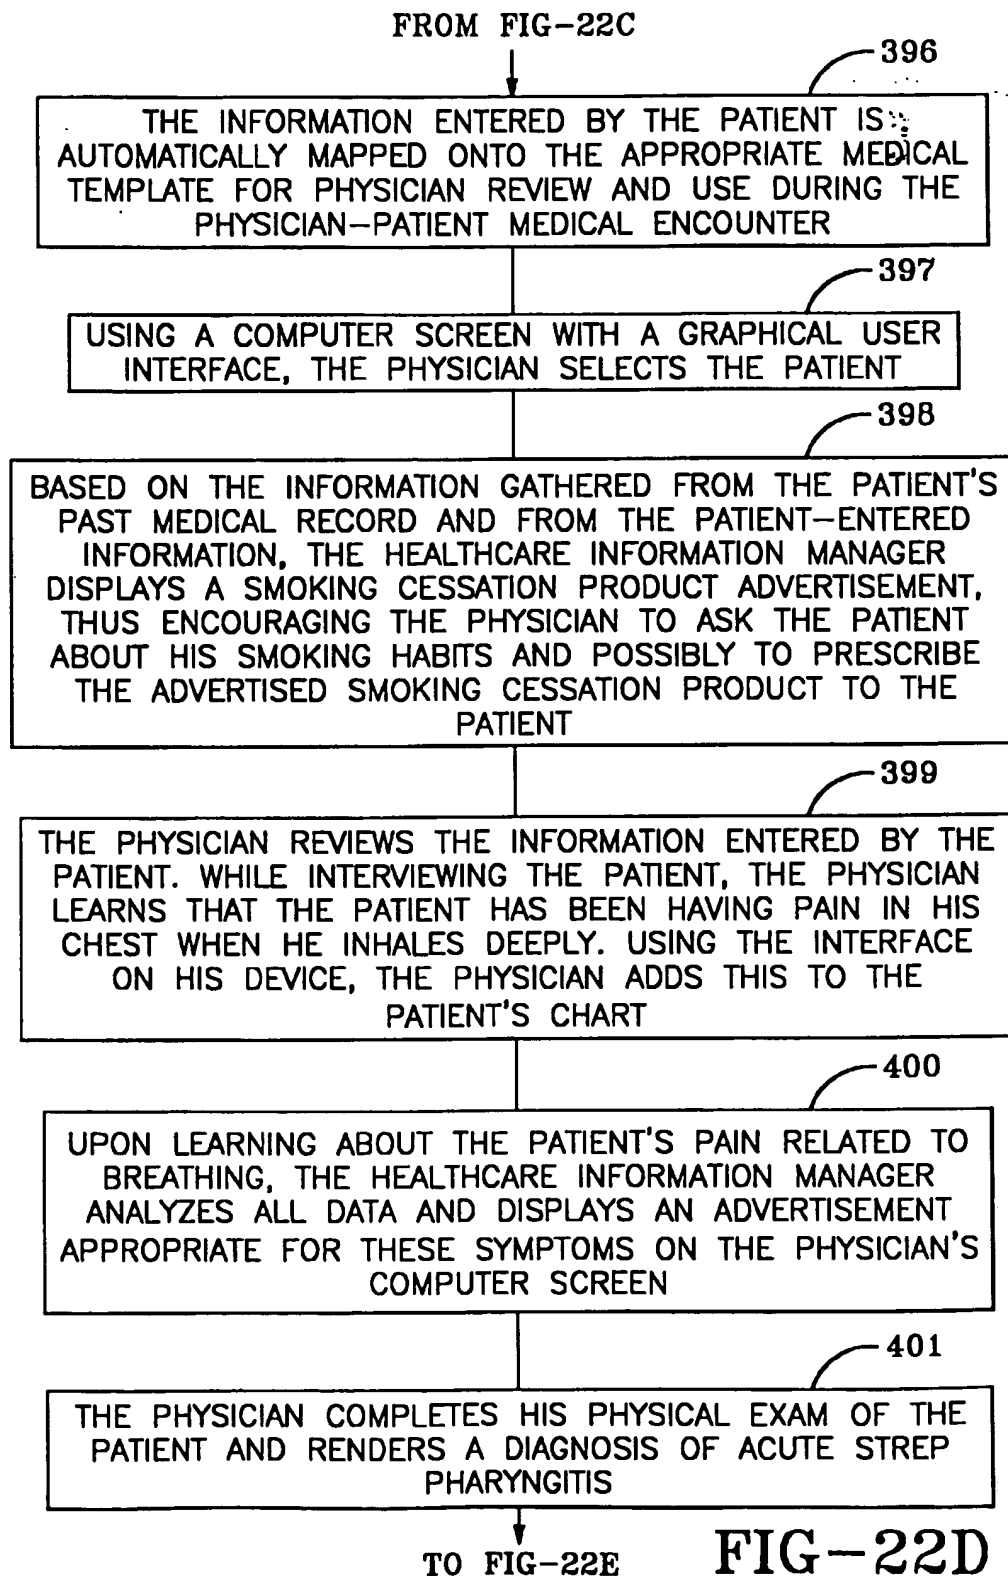 FROM FIG-22C
396
THE INFORMATION ENTERED BY THE PATIENT IS
AUTOMATICALLY MAPPED ONTO THE APPROPRIATE MEDICAL
TEMPLATE FOR PHYSICIAN REVIEW AND USE DURING THE
PHYSICIAN-PATIENT MEDICAL ENCOUNTER
397
USING A COMPUTER SCREEN WITH A GRAPHICAL USER
INTERFACE, THE PHYSICIAN SELECTS THE PATIENT
398
BASED ON THE INFORMATION GATHERED FROM THE PATIENT'S
PAST MEDICAL RECORD AND FROM THE PATIENT-ENTERED
INFORMATION, THE HEALTHCARE INFORMATION MANAGER
DISPLAYS A SMOKING CESSATION PRODUCT ADVERTISEMENT,
THUS ENCOURAGING THE PHYSICIAN TO ASK THE PATIENT
ABOUT HIS SMOKING HABITS AND POSSIBLY TO PRESCRIBE
THE ADVERTISED SMOKING CESSATION PRODUCT TO THE
PATIENT
399
THE PHYSICIAN REVIEWS THE INFORMATION ENTERED BY THE
PATIENT. WHILE INTERVIEWING THE PATIENT, THE PHYSICIAN
LEARNS THAT THE PATIENT HAS BEEN HAVING PAIN IN HIS
CHEST WHEN HE INHALES DEEPLY. USING THE INTERFACE
ON HIS DEVICE, THE PHYSICIAN ADDS THIS TO THE
PATIENT'S CHART
400
UPON LEARNING ABOUT THE PATIENT'S PAIN RELATED TO
BREATHING, THE HEALTHCARE INFORMATION MANAGER
ANALYZES ALL DATA AND DISPLAYS AN ADVERTISEMENT
APPROPRIATE FOR THESE SYMPTOMS ON THE PHYSICIAN'S
COMPUTER SCREEN
401
THE PHYSICIAN COMPLETES HIS PHYSICAL EXAM OF THE
PATIENT AND RENDERS A DIAGNOSIS OF ACUTE STREP
PHARYNGITIS
TO FIG-22E
FIG-22D